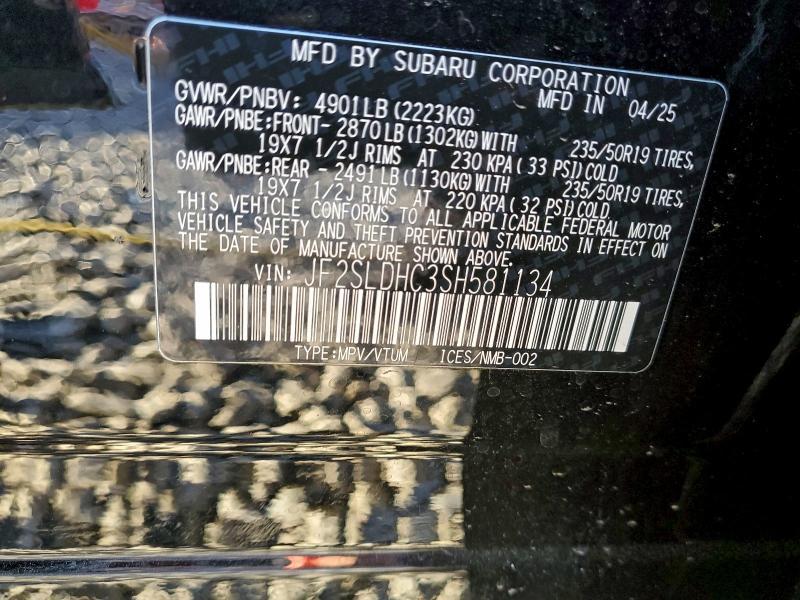 MFD BY SUBARU CORPORATION
MFD IN 04/25
GVWR/PNBV: 4901LB(2223KG)
GAWR/PNBE:FRONT- 2870LB(1302KG)WITH 235/50R19 TIRES,
19X7 1/2J RIMS AT 230 KPA( 33 PSI)COLD
GAWR/PNBE:REAR - 2491LB(1130KG)WITH 235/50R19 TIRES,
19X7 1/2J RIMS AT 220 KPA( 32 PSI)COLD
THIS VEHICLE CONFORMS TO ALL APPLICABLE FEDERAL MOTOR
VEHICLE SAFETY AND THEFT PREVENTION STANDARDS IN EFFECT ON
THE DATE OF MANUFACTURE SHOWN ABOVE.
VIN: JF2SLDHC3SH581134
TYPE:MPV/VTUM ICES/NMB-002